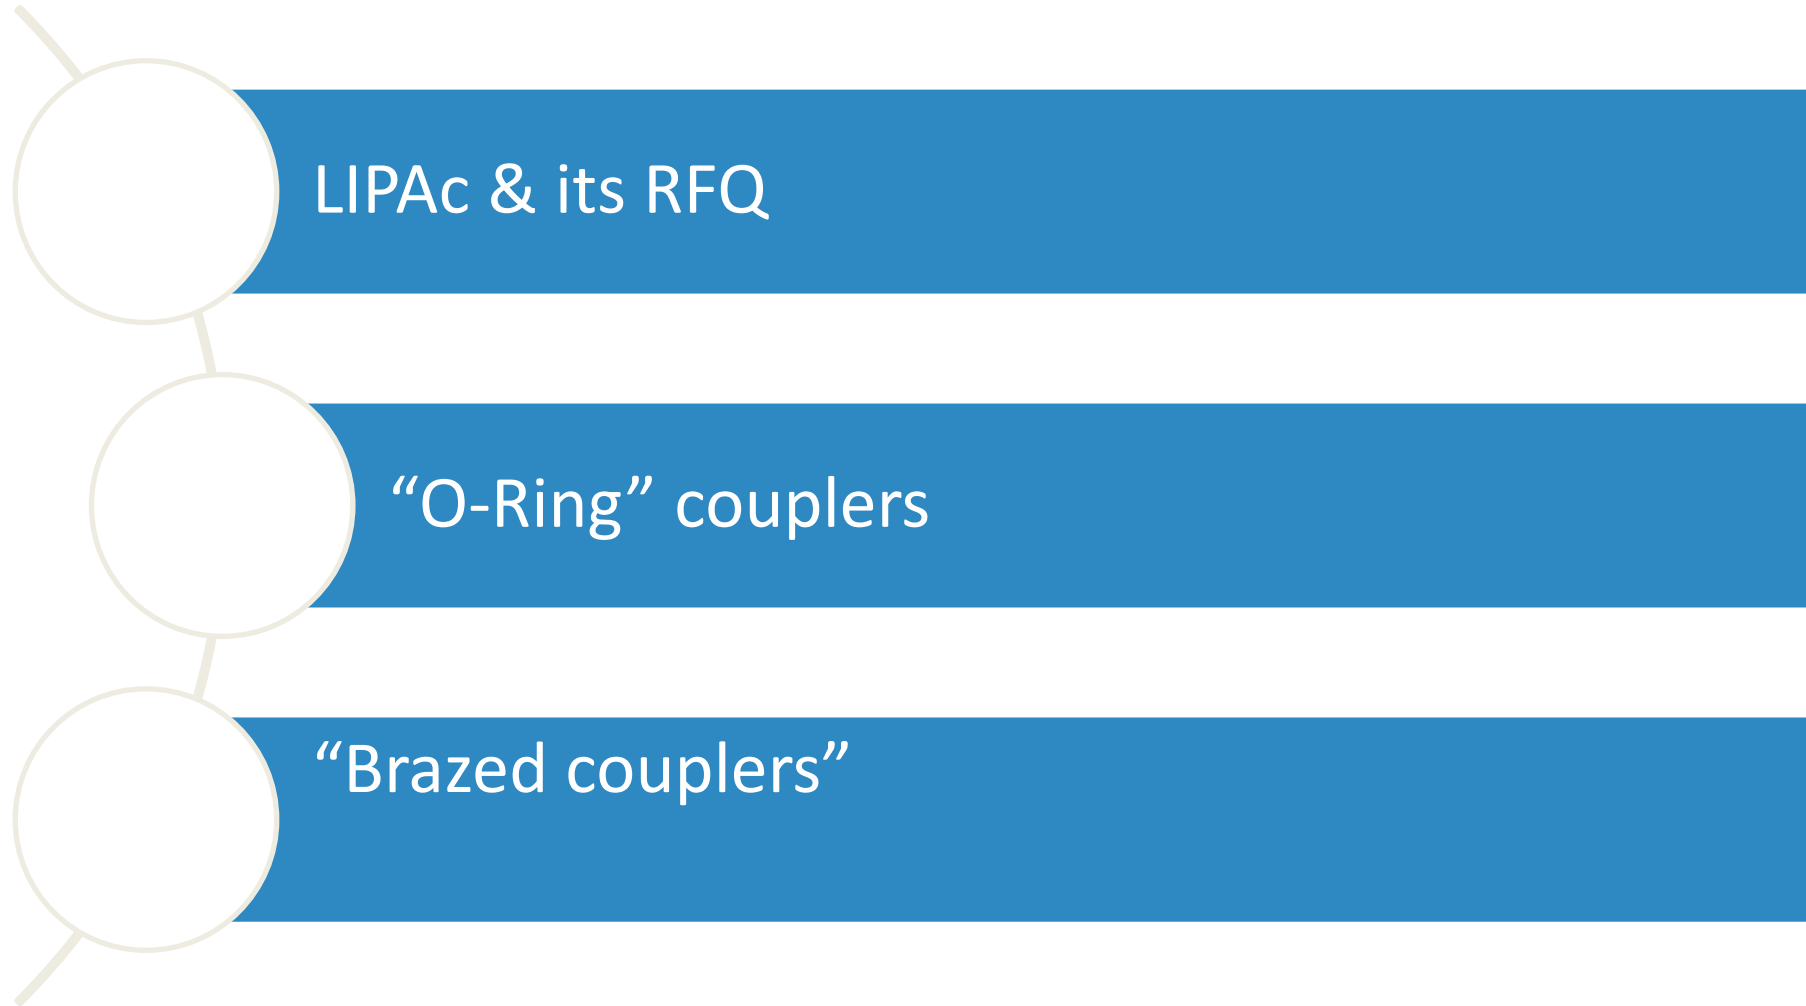 LIPAc & its RFQ
“O-Ring” couplers
“Brazed couplers”